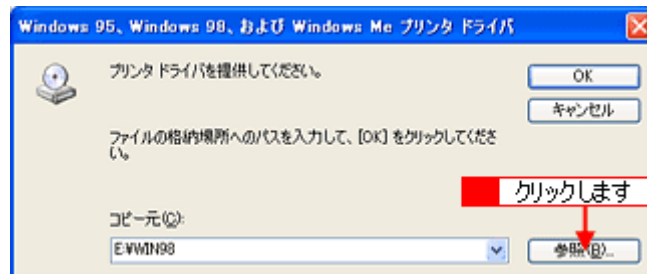 Windows 95、Windows 98、および Windows Me プリンタ ドライバ
プリンタ ドライバを提供してください。
OK
キャンセル
ファイルの格納場所へのパスを入力して、[OK] をクリックしてくださ
い。
クリックします
コピー元(C):
E:¥WIN98
参照(B)...